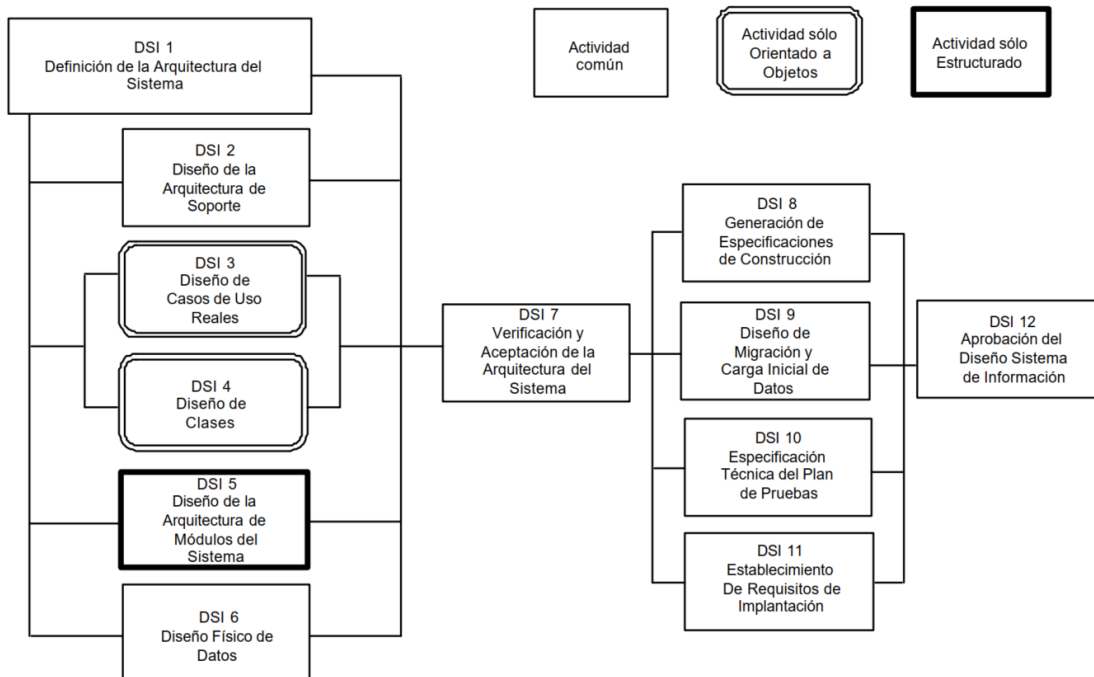 DSI 1
Definición de la Arquitectura del
Sistema
Actividad
común
Actividad sólo
Orientado a
Objetos
Actividad sólo
Estructurado
DSI 2
Diseño de la
Arquitectura de
Soporte
DSI 3
Diseño de
Casos de Uso
Reales
DSI 4
Diseño de
Clases
DSI 5
Diseño de la
Arquitectura de
Módulos del
Sistema
DSI 6
Diseño Físico de
Datos
DSI 7
Verificación y
Aceptación de la
Arquitectura del
Sistema
DSI 8
Generación de
Especificaciones
de Construcción
DSI 9
Diseño de
Migración y
Carga Inicial de
Datos
DSI 10
Especificación
Técnica del Plan
de Pruebas
DSI 11
Establecimiento
De Requisitos de
Implantación
DSI 12
Aprobación del
Diseño Sistema
de Información